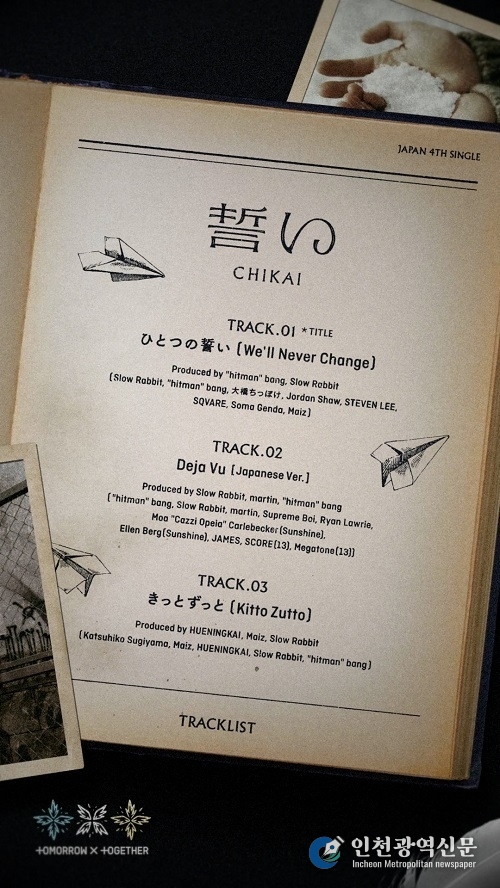 JAPAN 4TH SINGLE
誓い
CHIKAI
TRACK.01 *TITLE
ひとつの誓い (We'll Never Change)
Produced by "hitman" bang, Slow Rabbit
(Slow Rabbit, "hitman" bang, 大橋ちっぽけ, Jordan Shaw, STEVEN LEE,
SQVARE, Soma Genda, Maiz)
TRACK.02
Deja Vu [Japanese Ver.]
Produced by Slow Rabbit, martin, "hitman" bang
("hitman" bang, Slow Rabbit, martin, Supreme Boi, Ryan Lawrie,
Moa "Cazzi Opeia" Carlebecker(Sunshine),
Ellen Berg(Sunshine), JAMES, SCORE(13), Megatone(13))
TRACK.03
きっとずっと (Kitto Zutto)
Produced by HUENINGKAI, Maiz, Slow Rabbit
(Katsuhiko Sugiyama, Maiz, HUENINGKAI, Slow Rabbit, "hitman" bang)
TRACKLIST
TOMORROW X TOGETHER
인천광역신문
Incheon Metropolitan newspaper